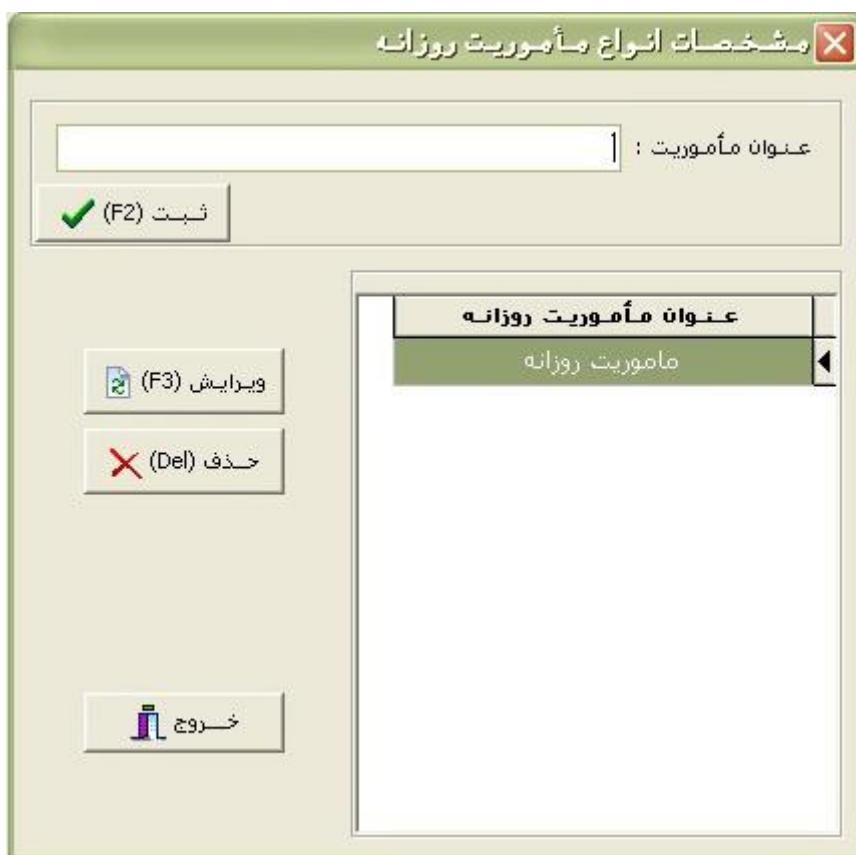 مشخصات انواع مأموریت روزانه
عنوان مأموریت :
ثبت (F2)
عنوان مأموریت روزانه
ماموریت روزانه
ویرایش (F3)
حذف (Del)
خروج